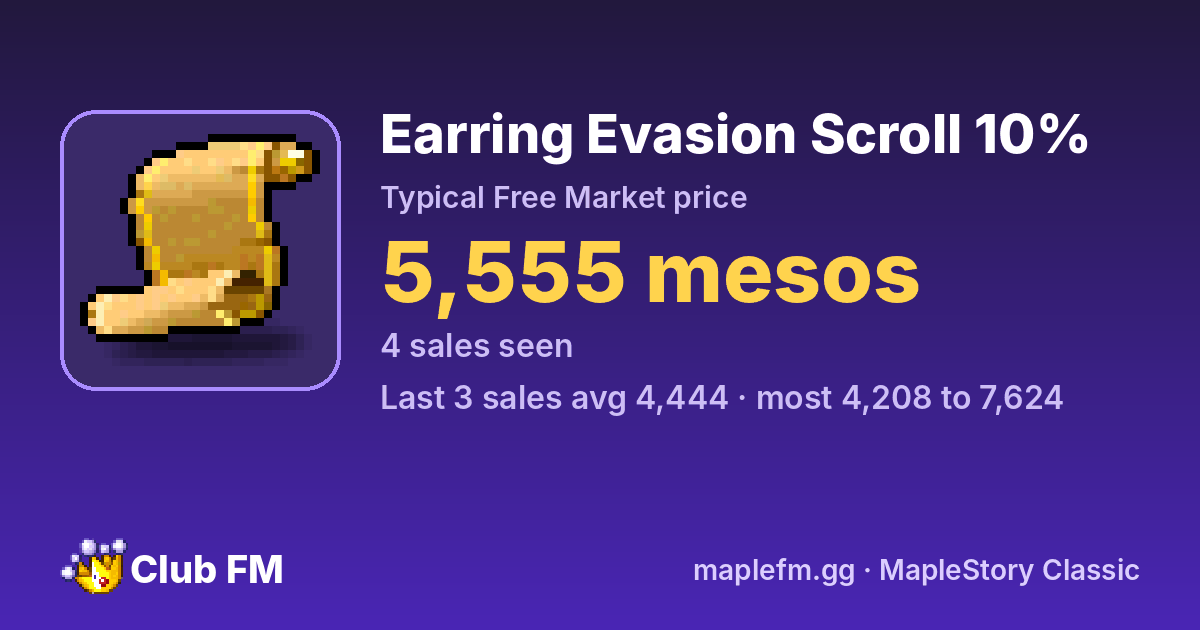 Earring Evasion Scroll 10%
Typical Free Market price
5,555 mesos
4 sales seen
Last 3 sales avg 4,444 · most 4,208 to 7,624
Club FM
maplefm.gg · MapleStory Classic